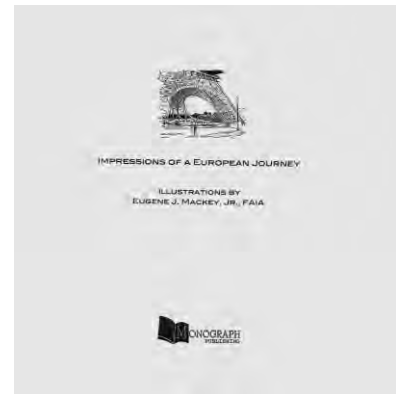 IMPRESSIONS OF A EUROPEAN JOURNEY
ILLUSTRATIONS BY
EUGENE J. MACKEY, JR., FAIA
MONOGRAPH
PUBLISHING